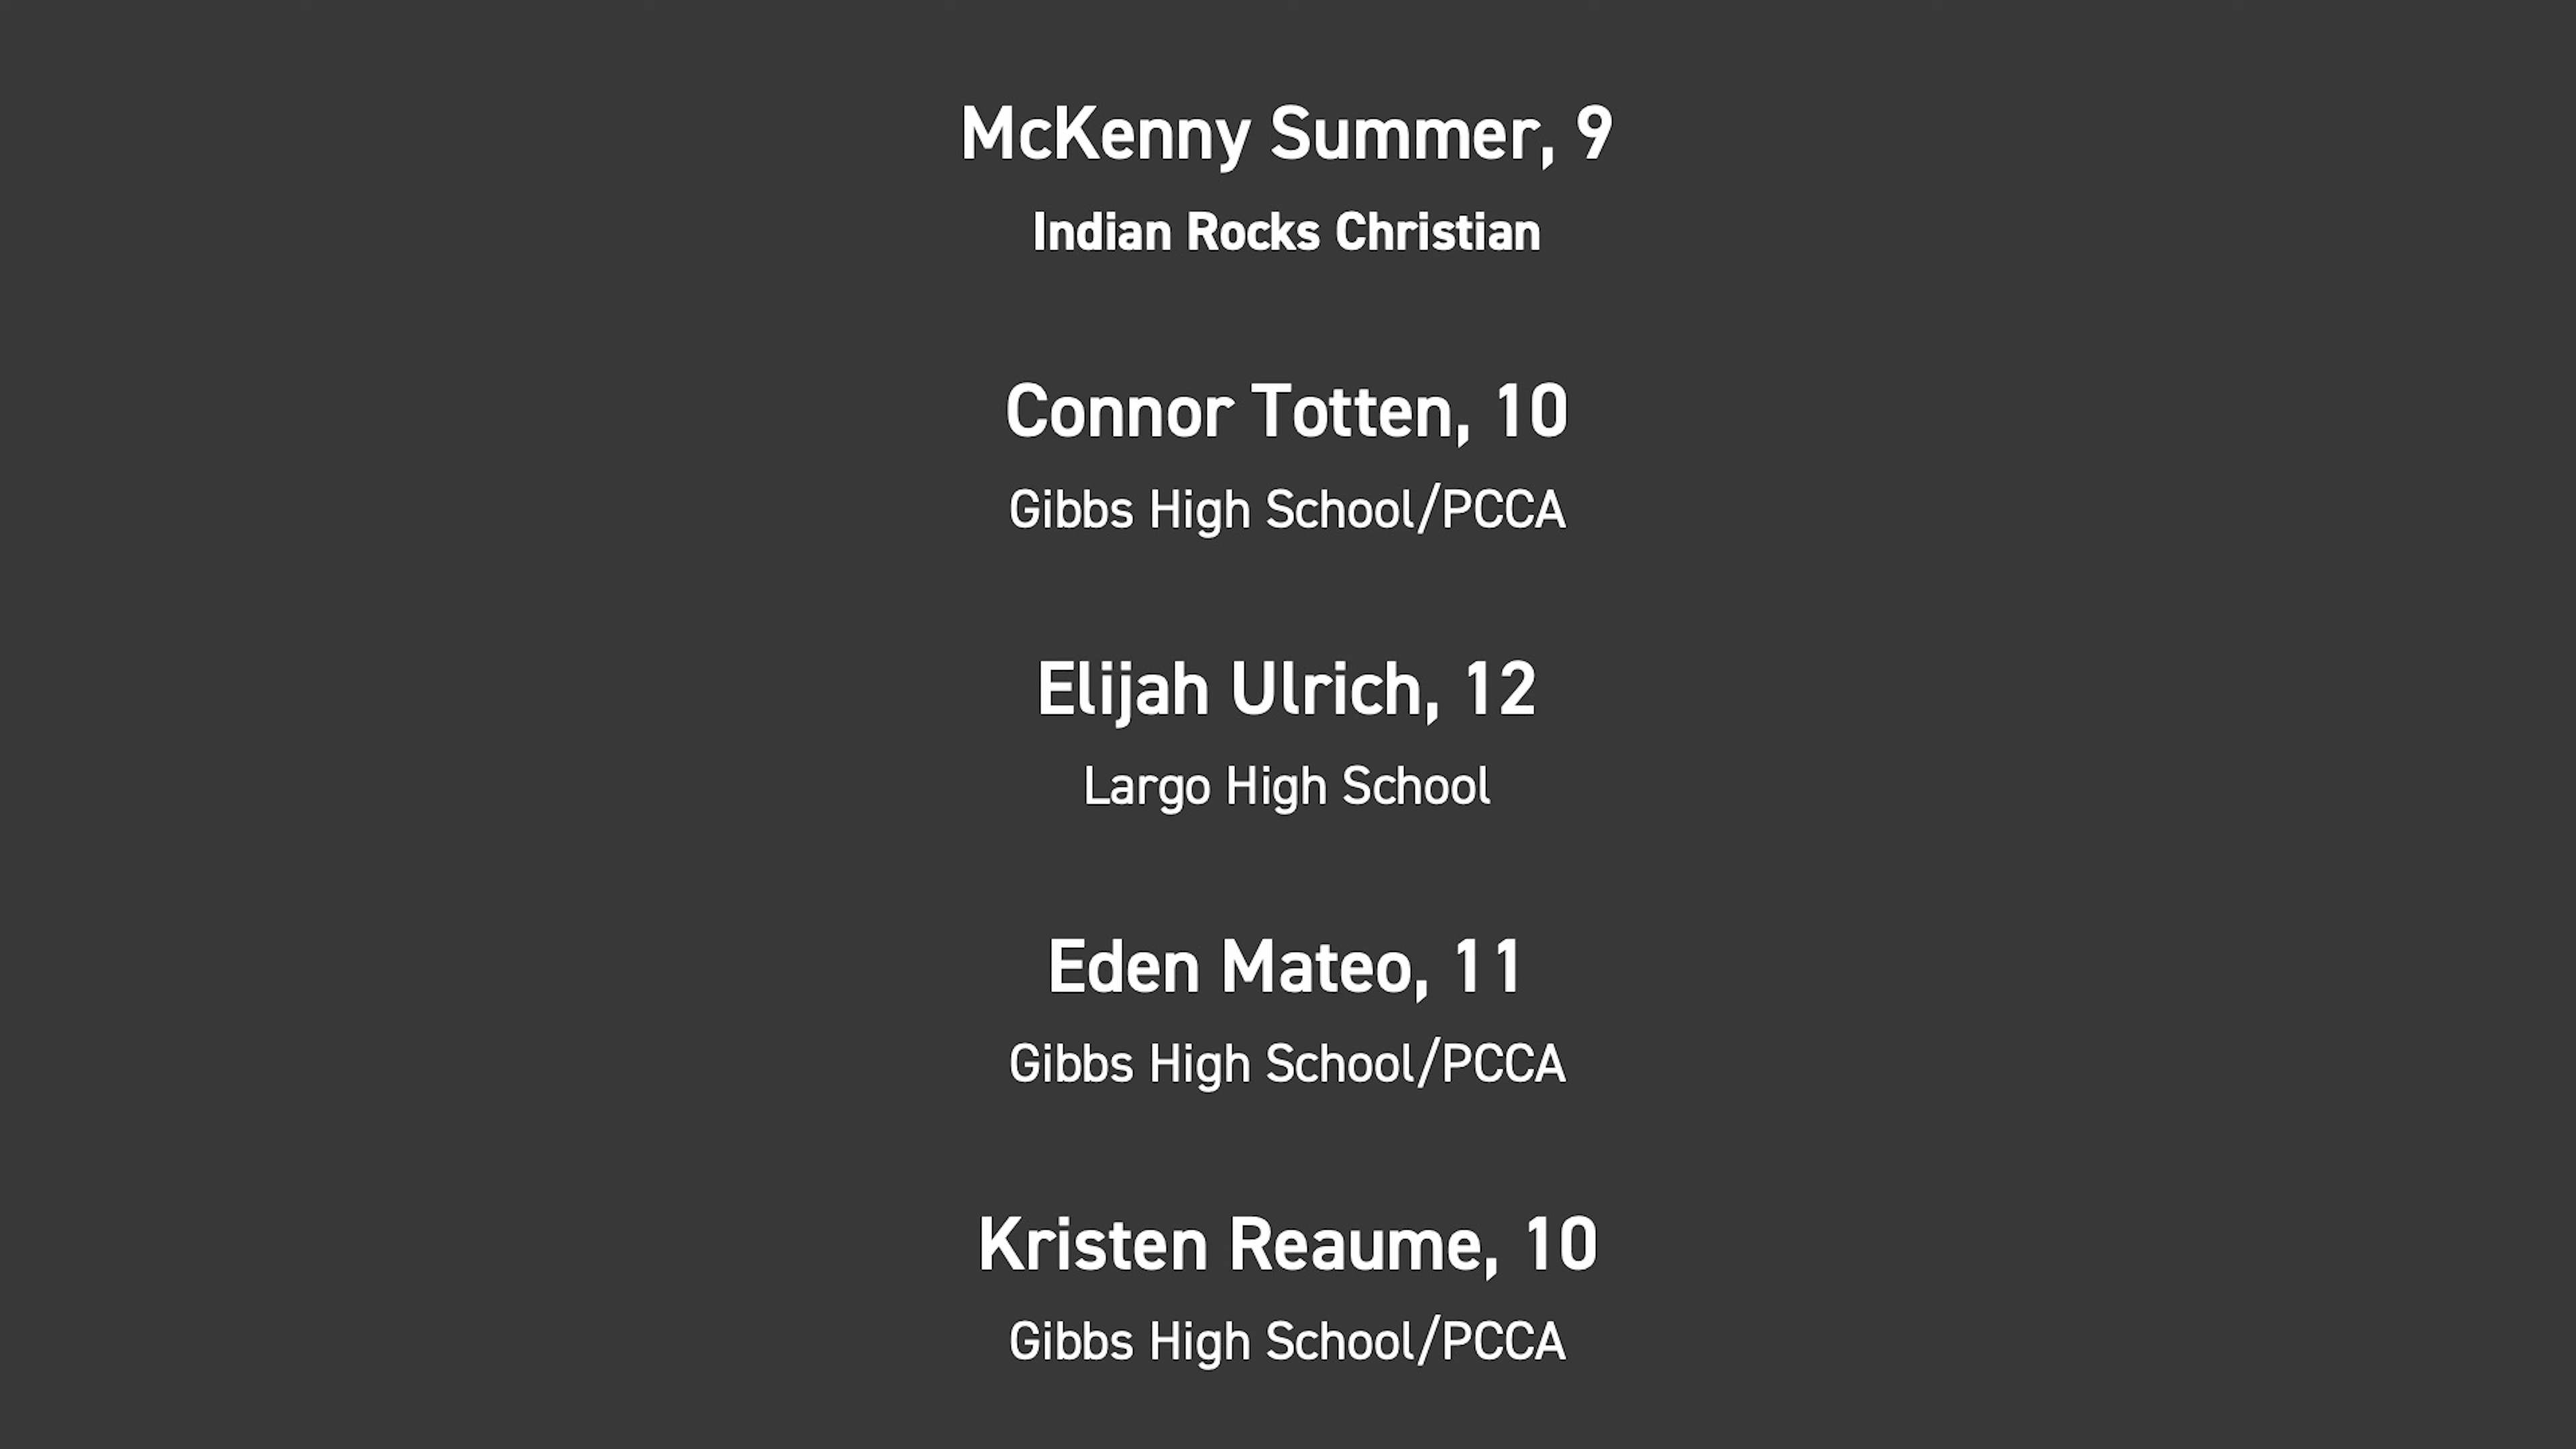 McKenny Summer, 9
Indian Rocks Christian
Connor Totten, 10
Gibbs High School/PCCA
Elijah Ulrich, 12
Largo High School
Eden Mateo, 11
Gibbs High School/PCCA
Kristen Reaume, 10
Gibbs High School/PCCA